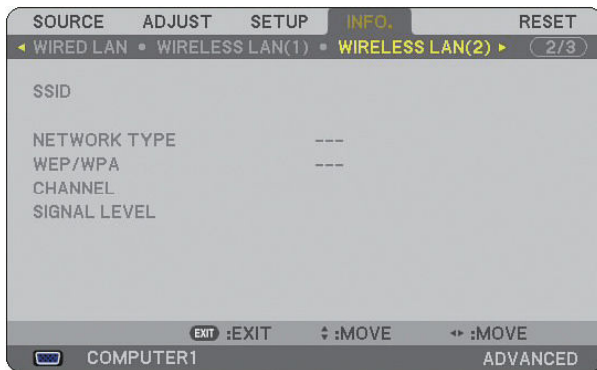 SOURCE ADJUST SETUP INFO. RESET
WIRED LAN • WIRELESS LAN(1) • WIRELESS LAN(2) 2/3
SSID
NETWORK TYPE ---
WEP/WPA ---
CHANNEL
SIGNAL LEVEL
EXIT :EXIT :MOVE :MOVE
COMPUTER1 ADVANCED